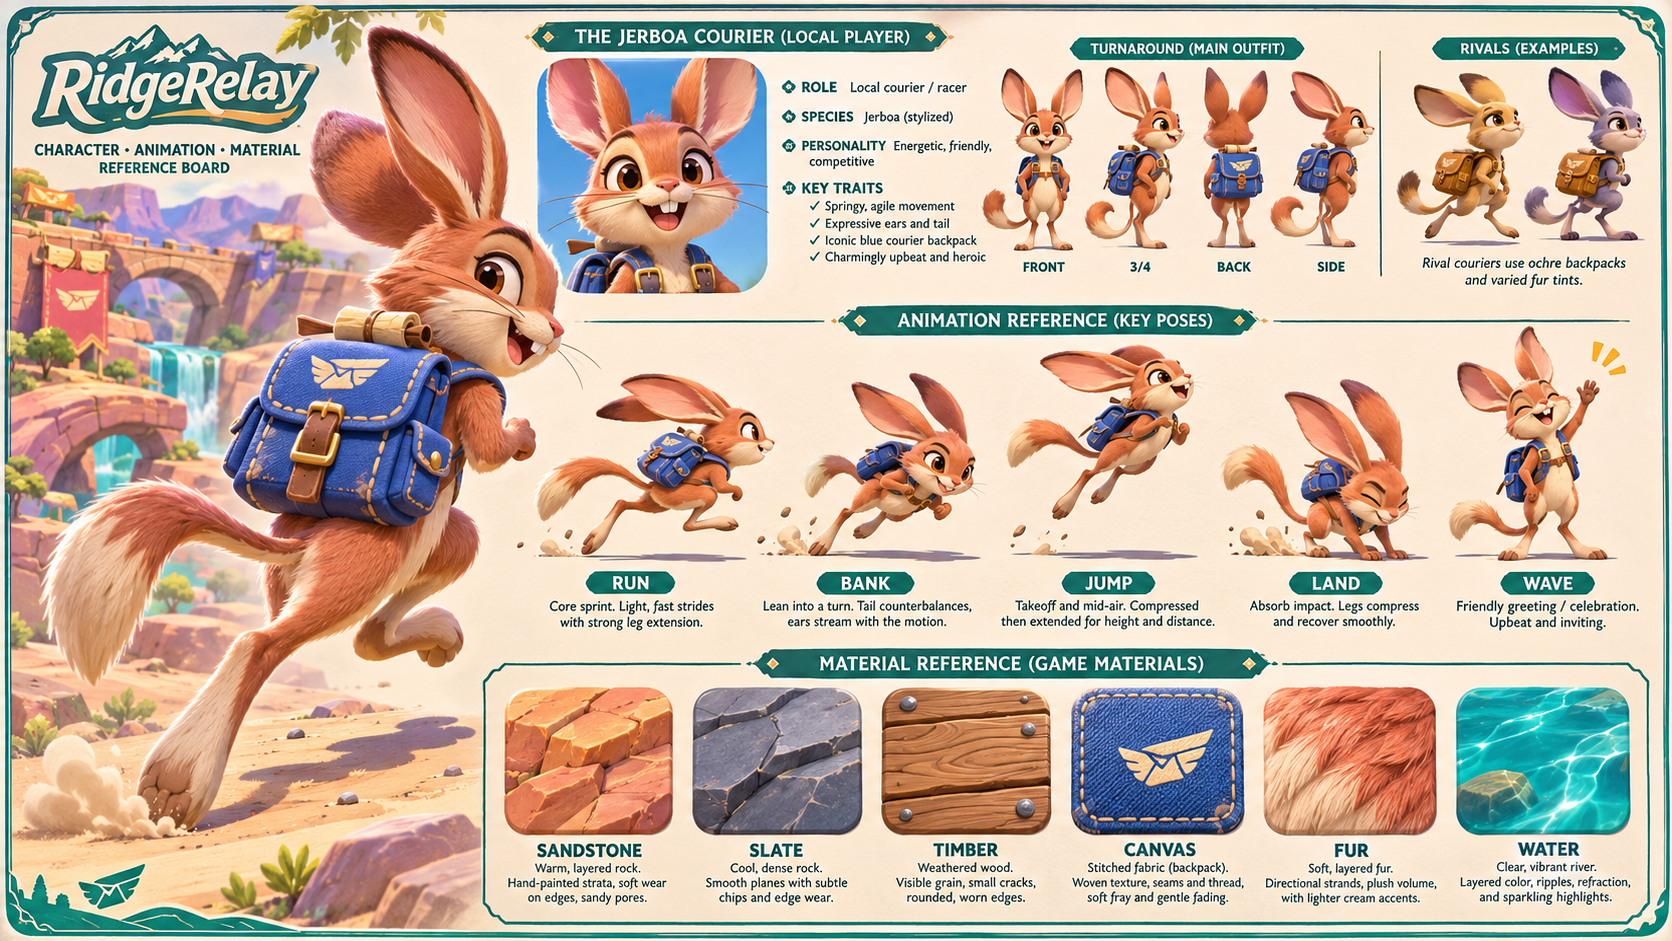 RidgeRelay
CHARACTER • ANIMATION • MATERIAL
REFERENCE BOARD
THE JERBOA COURIER (LOCAL PLAYER)
ROLE Local courier / racer
SPECIES Jerboa (stylized)
PERSONALITY Energetic, friendly,
competitive
KEY TRAITS
✓ Springy, agile movement
✓ Expressive ears and tail
✓ Iconic blue courier backpack
✓ Charmingly upbeat and heroic
TURNAROUND (MAIN OUTFIT)
FRONT
3/4
BACK
SIDE
RIVALS (EXAMPLES)
Rival couriers use ochre backpacks
and varied fur tints.
ANIMATION REFERENCE (KEY POSES)
RUN
Core sprint. Light, fast strides
with strong leg extension.
BANK
Lean into a turn. Tail counterbalances,
ears stream with the motion.
JUMP
Takeoff and mid-air. Compressed
then extended for height and distance.
LAND
Absorb impact. Legs compress
and recover smoothly.
WAVE
Friendly greeting / celebration.
Upbeat and inviting.
MATERIAL REFERENCE (GAME MATERIALS)
SANDSTONE
Warm, layered rock.
Hand-painted strata, soft wear
on edges, sandy pores.
SLATE
Cool, dense rock.
Smooth planes with subtle
chips and edge wear.
TIMBER
Weathered wood.
Visible grain, small cracks,
rounded, worn edges.
CANVAS
Stitched fabric (backpack).
Woven texture, seams and thread,
soft fray and gentle fading.
FUR
Soft, layered fur.
Directional strands, plush volume,
with lighter cream accents.
WATER
Clear, vibrant river.
Layered color, ripples, refraction,
and sparkling highlights.